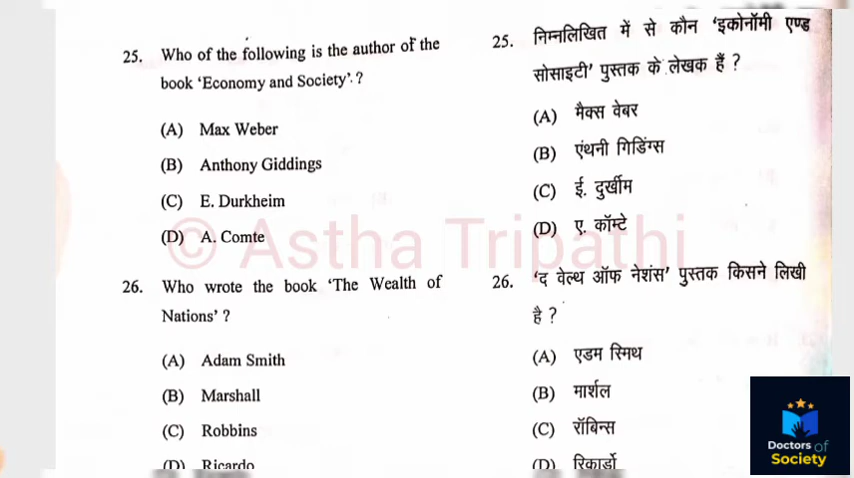 25. Who of the following is the author of the
book ‘Economy and Society’ ?
(A) Max Weber
(B) Anthony Giddings
(C) E. Durkheim
(D) A. Comte
26. Who wrote the book ‘The Wealth of
Nations’ ?
(A) Adam Smith
(B) Marshall
(C) Robbins
(D) Ricardo
25. निम्नलिखित में से कौन ‘इकोनॉमी एण्ड
सोसाइटी’ पुस्तक के लेखक हैं ?
(A) मैक्स वेबर
(B) एंथनी गिडिंग्स
(C) ई. दुर्खीम
(D) ए. कॉम्टे
26. ‘द वेल्थ ऑफ नेशंस’ पुस्तक किसने लिखी
है ?
(A) एडम स्मिथ
(B) मार्शल
(C) रॉबिन्स
(D) रिकार्डो
© Astha Tripathi
Doctors of
Society